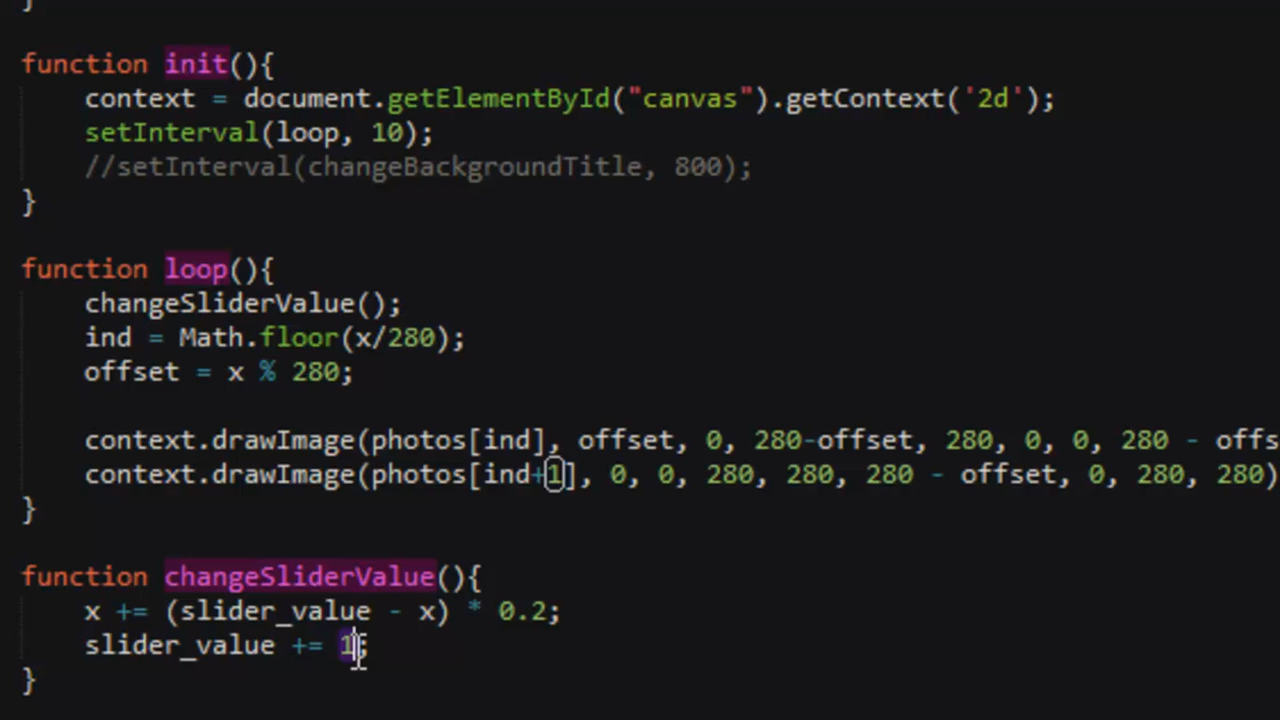 }
function init(){
context = document.getElementById("canvas").getContext('2d');
setInterval(loop, 10);
//setInterval(changeBackgroundTitle, 800);
}
function loop(){
changeSliderValue();
ind = Math.floor(x/280);
offset = x % 280;
context.drawImage(photos[ind], offset, 0, 280-offset, 280, 0, 0, 280 - offs
context.drawImage(photos[ind+1], 0, 0, 280, 280, 280 - offset, 0, 280, 280)
}
function changeSliderValue(){
x += (slider_value - x) * 0.2;
slider_value += 1;
}